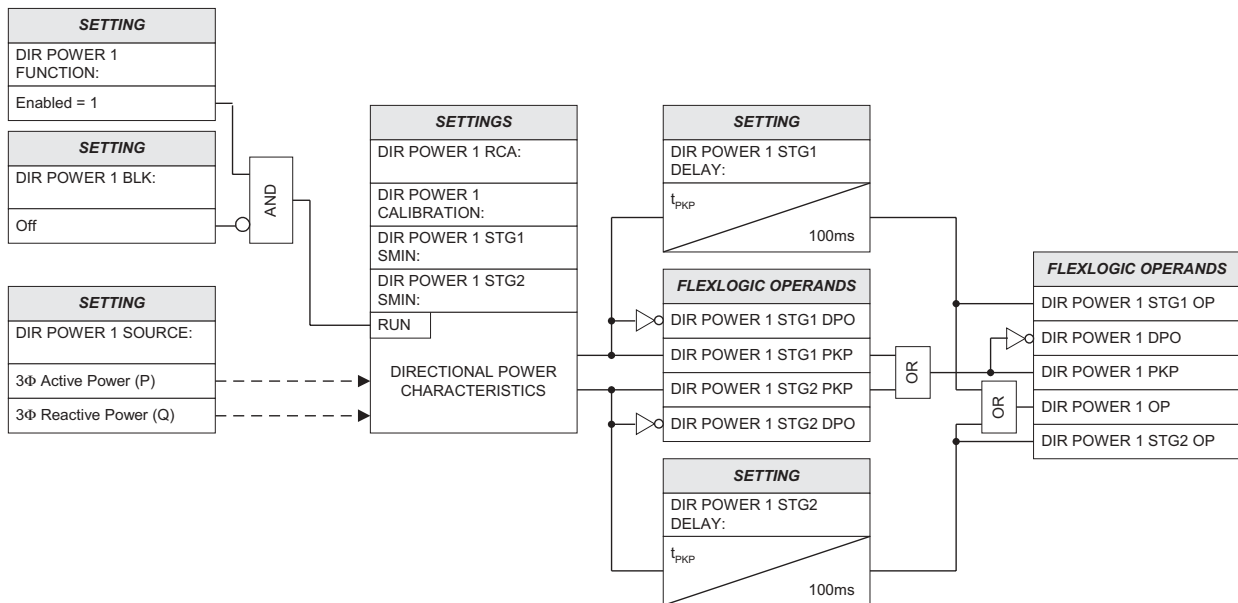 SETTING
DIR POWER 1
FUNCTION:
Enabled = 1
SETTING
DIR POWER 1 BLK:
Off
AND
SETTING
DIR POWER 1 SOURCE:
3Φ Active Power (P)
3Φ Reactive Power (Q)
SETTINGS
DIR POWER 1 RCA:
DIR POWER 1
CALIBRATION:
DIR POWER 1 STG1
SMIN:
DIR POWER 1 STG2
SMIN:
RUN
DIRECTIONAL POWER
CHARACTERISTICS
SETTING
DIR POWER 1 STG1
DELAY:
tPKP
100ms
FLEXLOGIC OPERANDS
DIR POWER 1 STG1 DPO
DIR POWER 1 STG1 PKP
DIR POWER 1 STG2 PKP
DIR POWER 1 STG2 DPO
SETTING
DIR POWER 1 STG2
DELAY:
tPKP
100ms
OR
OR
FLEXLOGIC OPERANDS
DIR POWER 1 STG1 OP
DIR POWER 1 DPO
DIR POWER 1 PKP
DIR POWER 1 OP
DIR POWER 1 STG2 OP